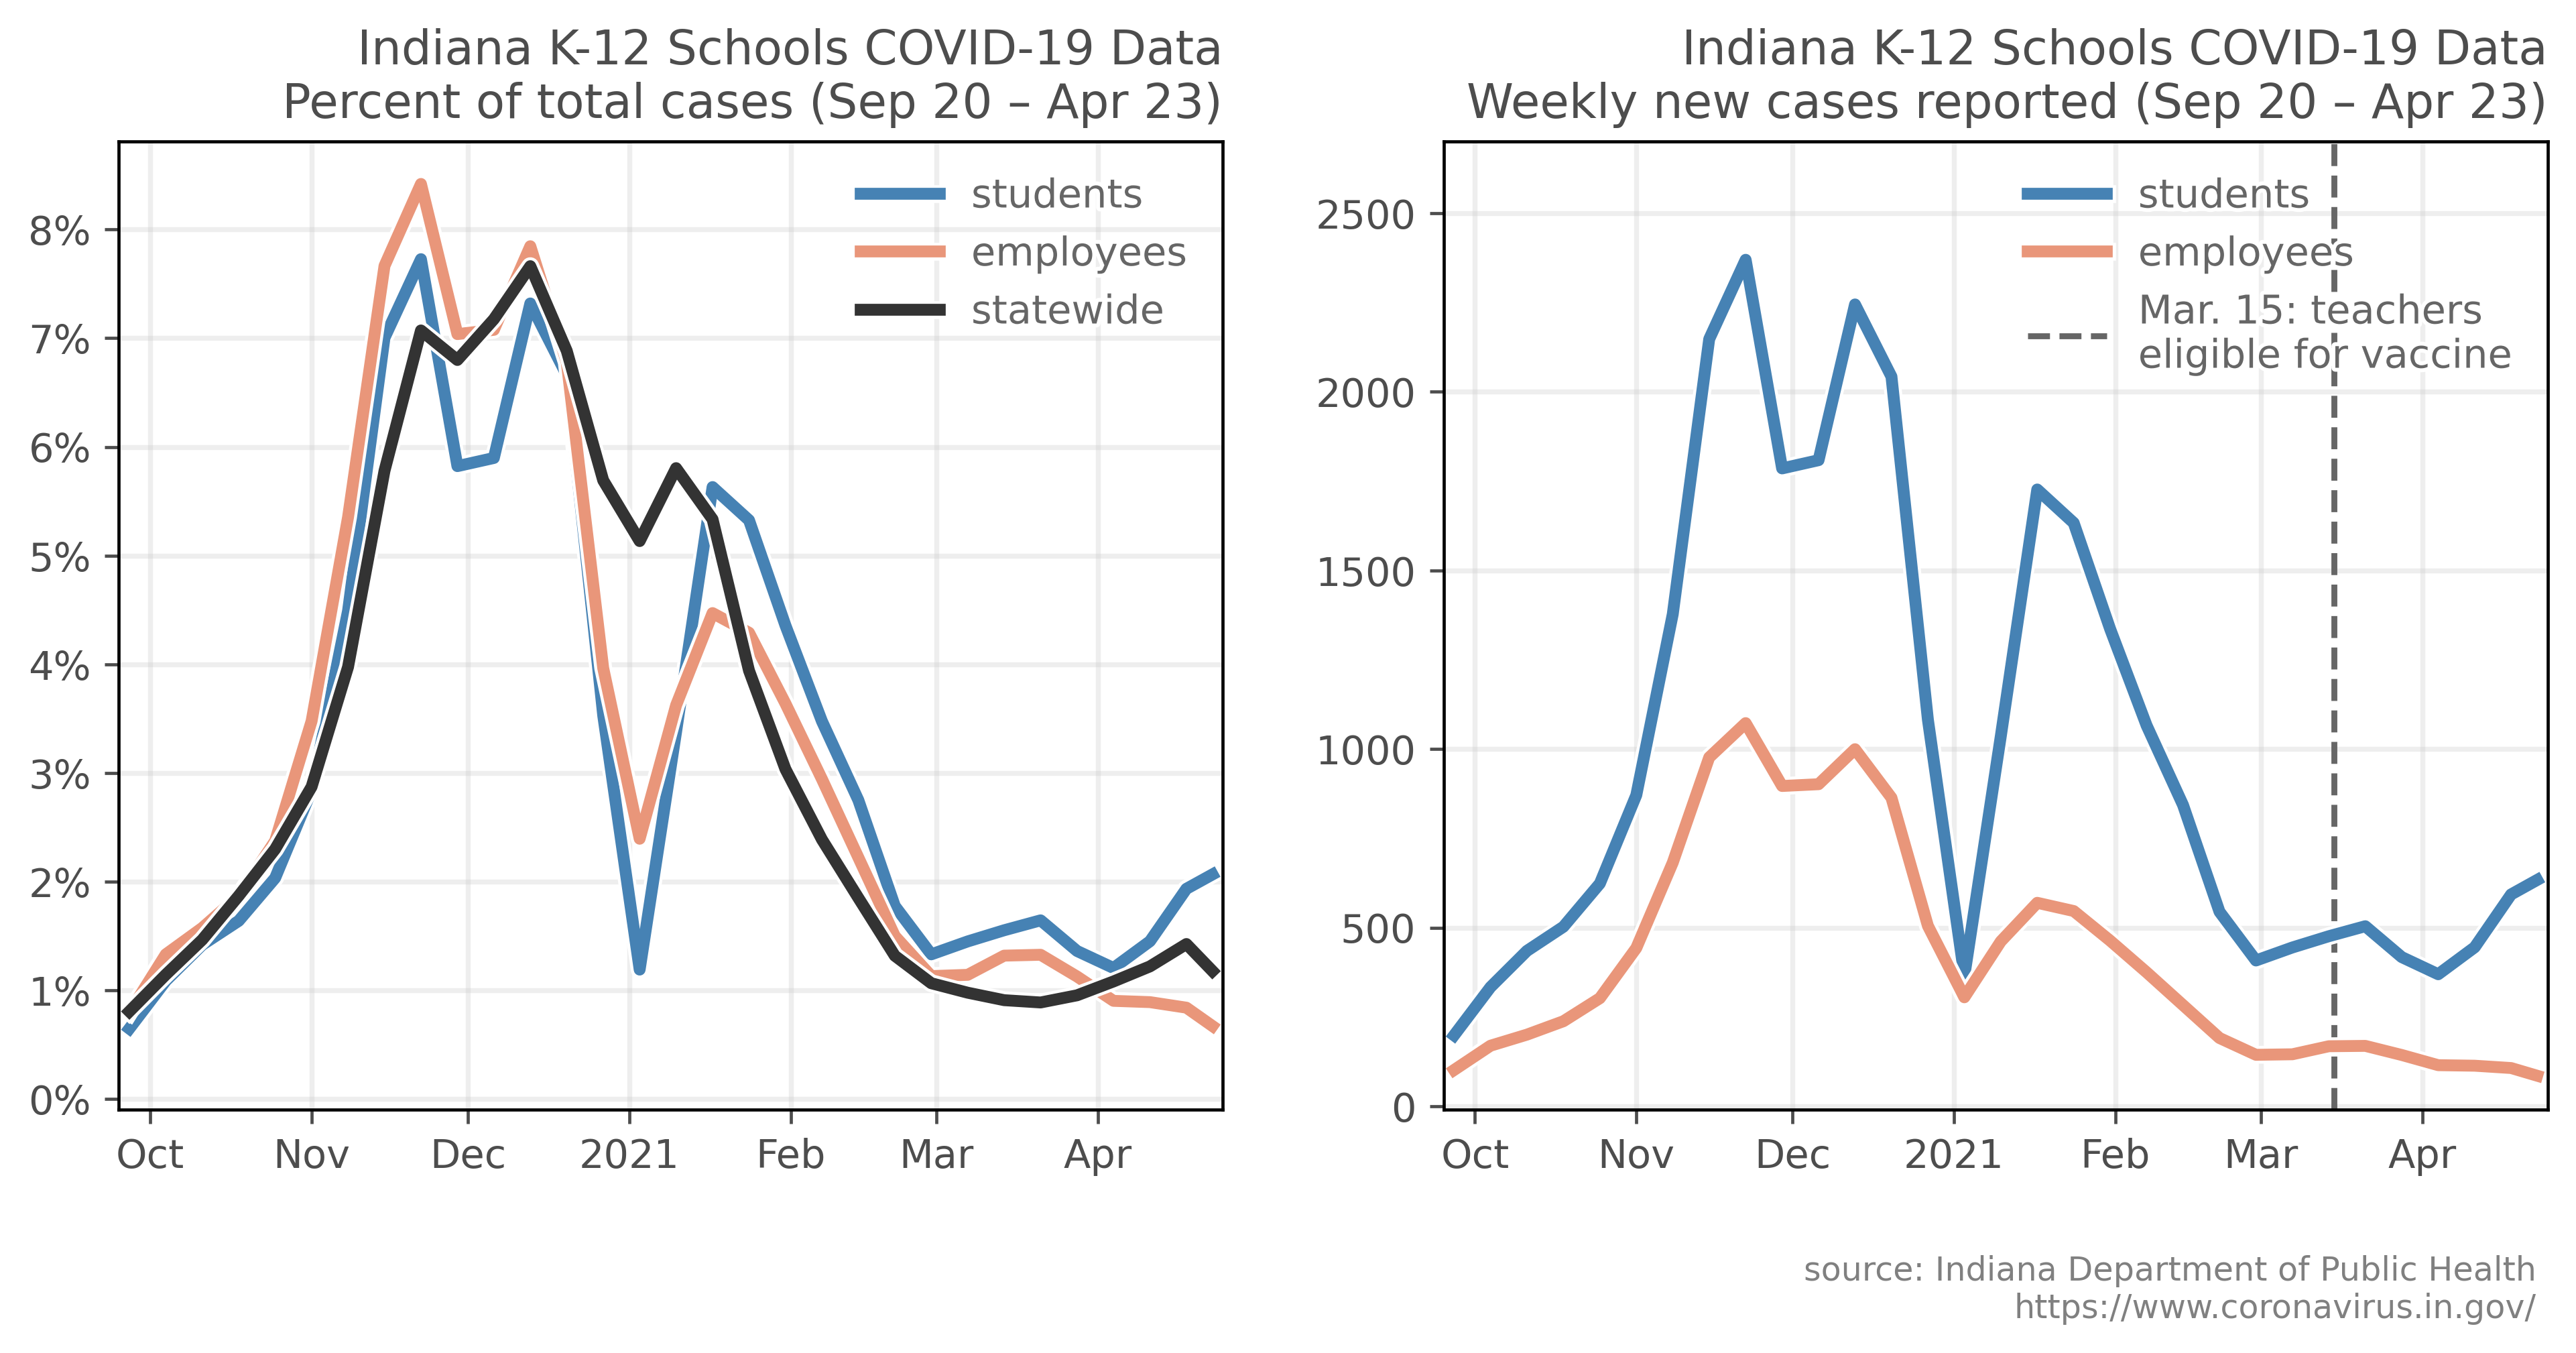 Indiana K-12 Schools COVID-19 Data
Percent of total cases (Sep 20 – Apr 23)
students
employees
statewide
8%
7%
6%
5%
4%
3%
2%
1%
0%
Oct Nov Dec 2021 Feb Mar Apr
Indiana K-12 Schools COVID-19 Data
Weekly new cases reported (Sep 20 – Apr 23)
students
employees
Mar. 15: teachers
eligible for vaccine
2500
2000
1500
1000
500
0
Oct Nov Dec 2021 Feb Mar Apr
source: Indiana Department of Public Health
https://www.coronavirus.in.gov/